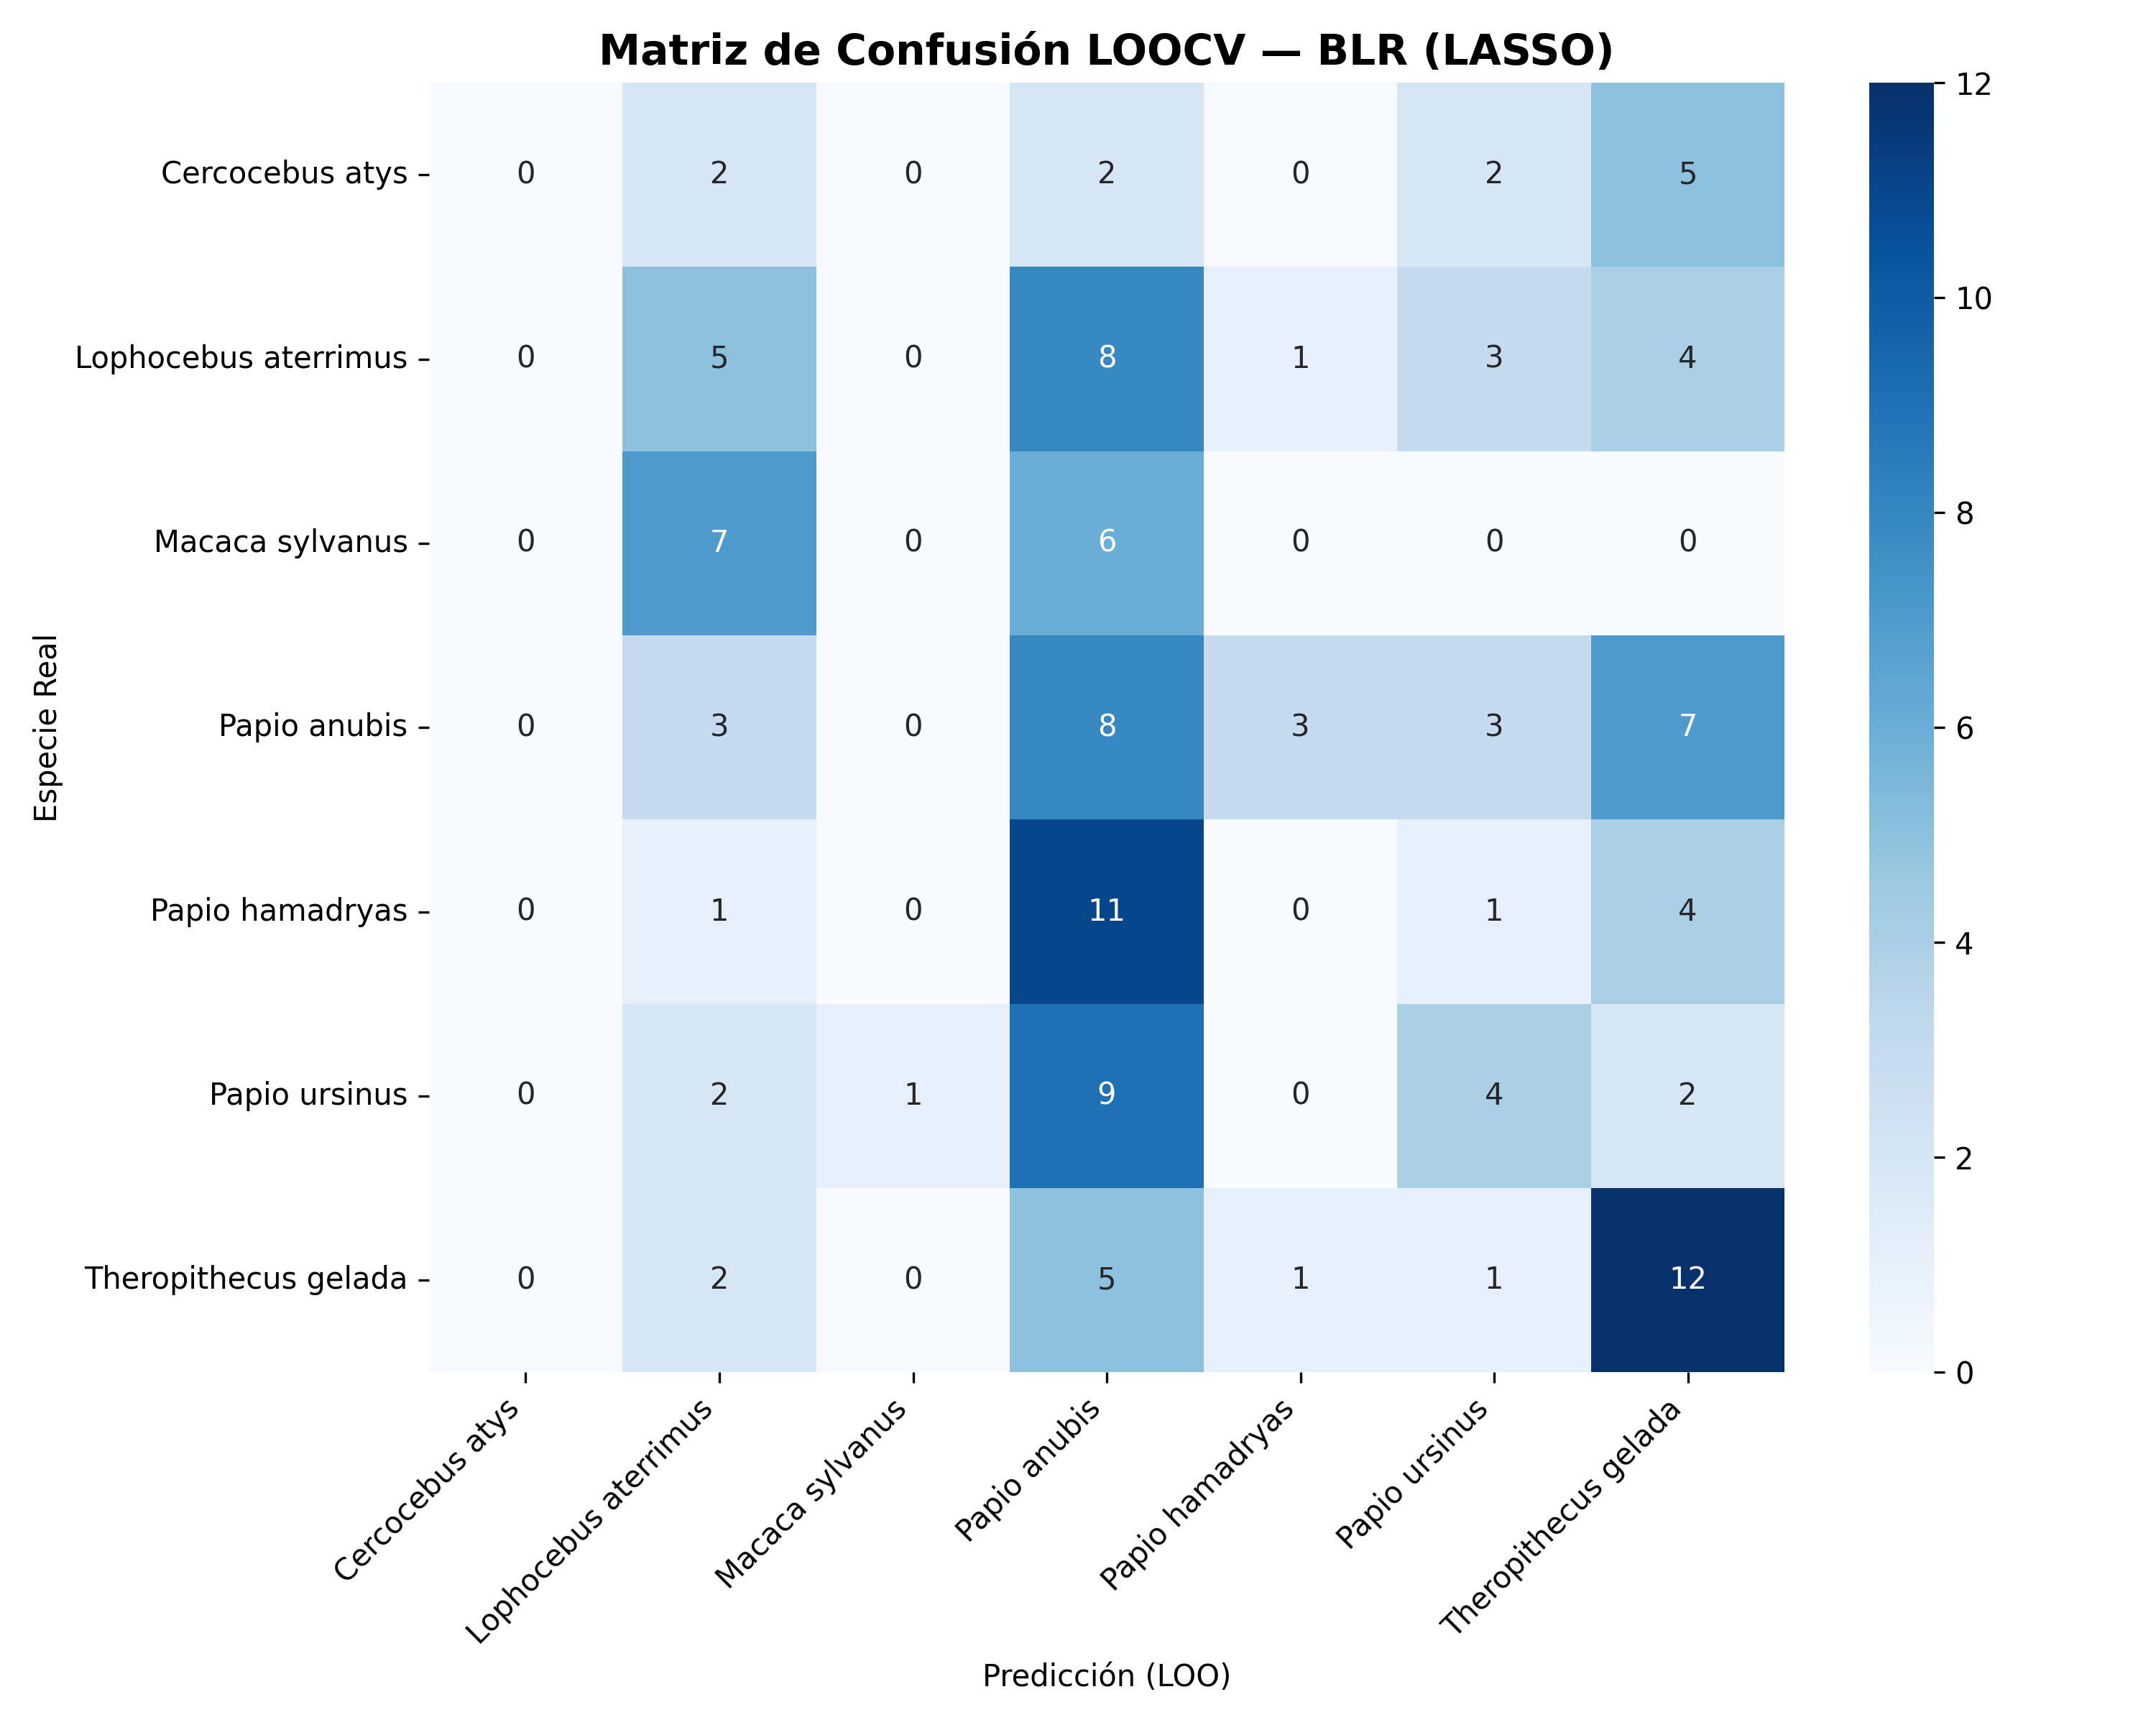 Matriz de Confusión LOOCV — BLR (LASSO)
Especie Real
Cercocebus atys 0 2 0 2 0 2 5
Lophocebus aterrimus 0 5 0 8 1 3 4
Macaca sylvanus 0 7 0 6 0 0 0
Papio anubis 0 3 0 8 3 3 7
Papio hamadryas 0 1 0 11 0 1 4
Papio ursinus 0 2 1 9 0 4 2
Theropithecus gelada 0 2 0 5 1 1 12
Cercocebus atys
Lophocebus aterrimus
Macaca sylvanus
Papio anubis
Papio hamadryas
Papio ursinus
Theropithecus gelada
Predicción (LOO)
12
10
8
6
4
2
0